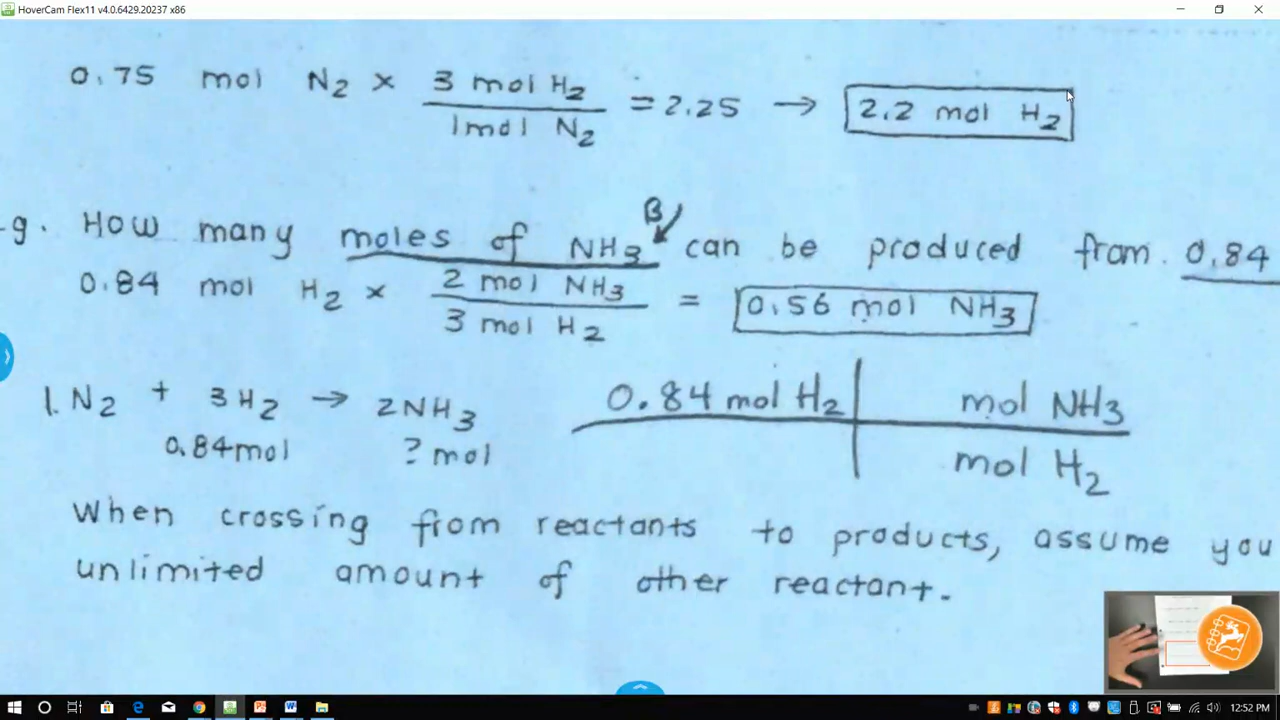 HoverCam Flex11 v4.0.6429.20237 x86
0.75 mol N2 × 3 mol H2 / 1mol N2 = 2.25 → 2.2 mol H2
B
-g. How many moles of NH3 can be produced from 0.84
0.84 mol H2 × 2 mol NH3 / 3 mol H2 = 0.56 mol NH3
1. N2 + 3H2 → 2NH3
0.84mol ? mol
0.84 mol H2 mol NH3
mol H2
When crossing from reactants to products, assume you
unlimited amount of other reactant.
12:52 PM